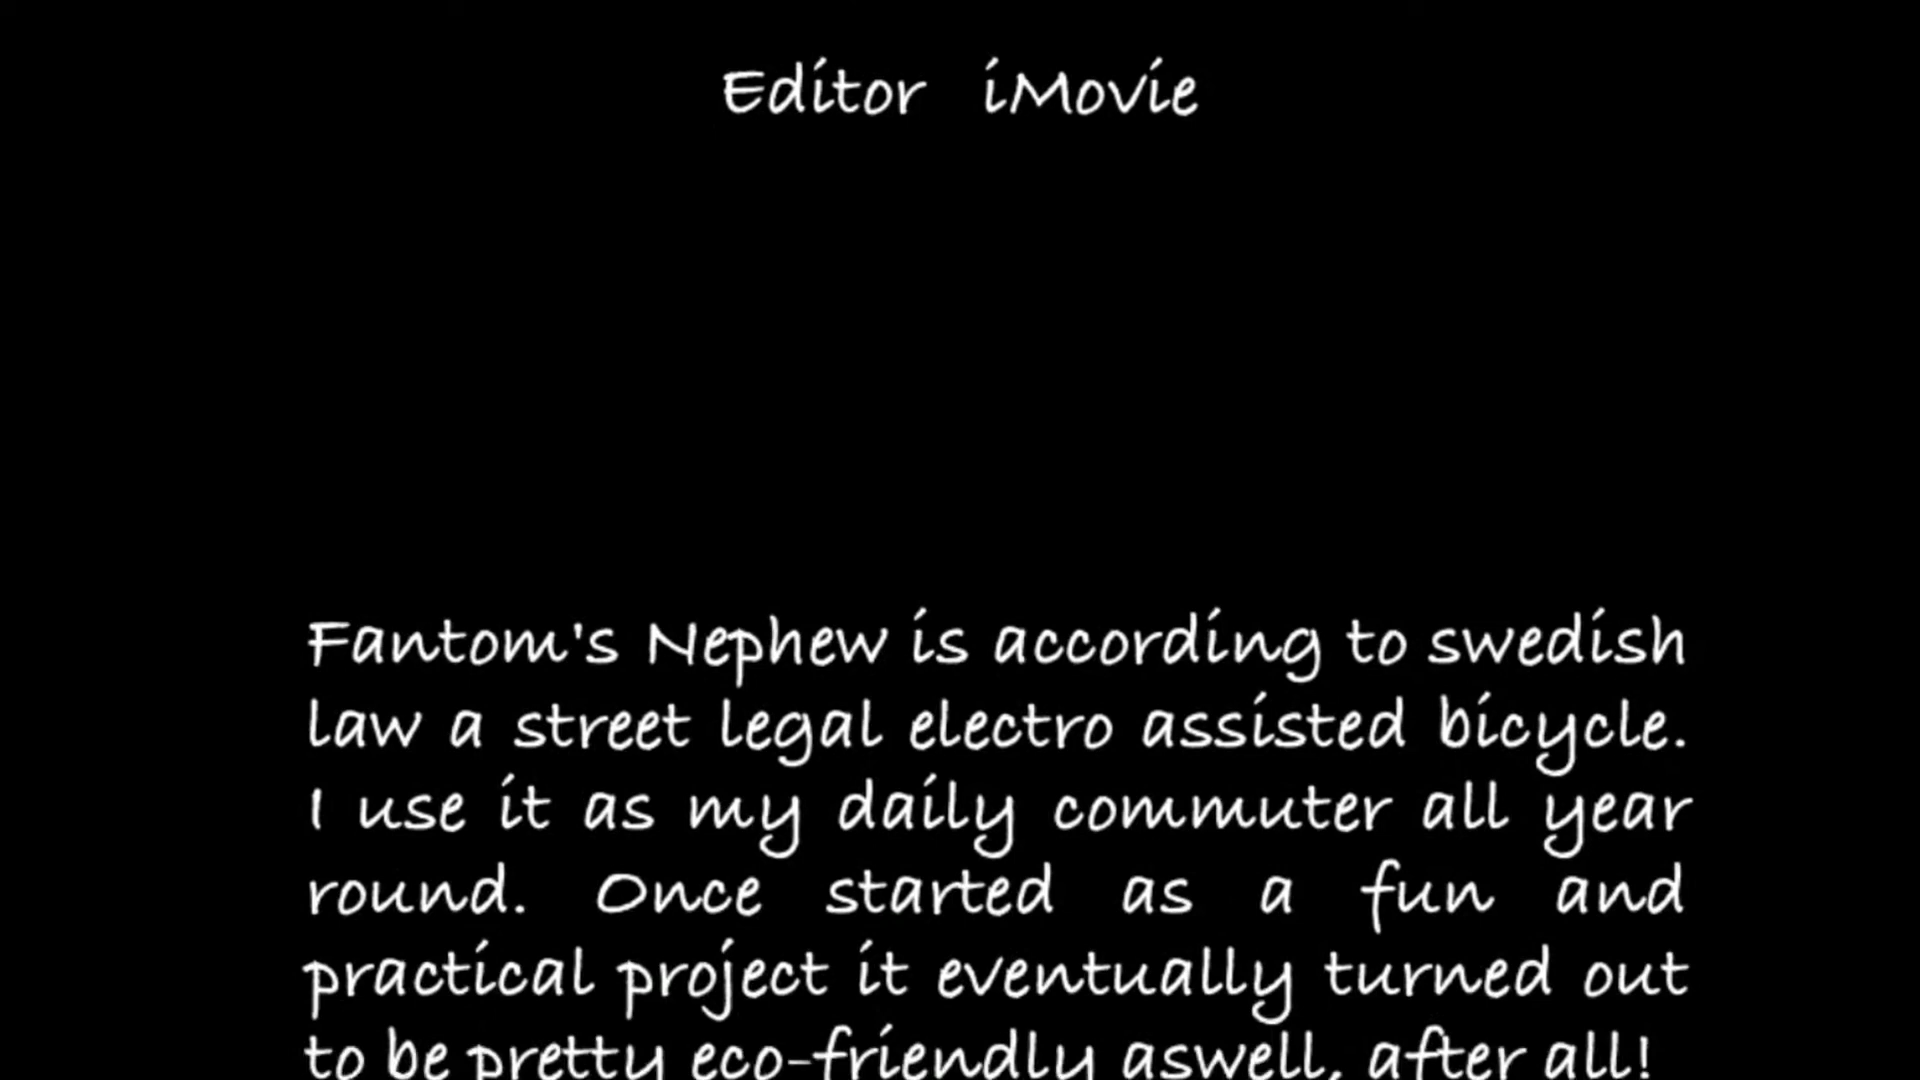 Editor iMovie
Fantom's Nephew is according to swedish
law a street legal electro assisted bicycle.
I use it as my daily commuter all year
round. Once started as a fun and
practical project it eventually turned out
to be pretty eco-friendly aswell, after all!